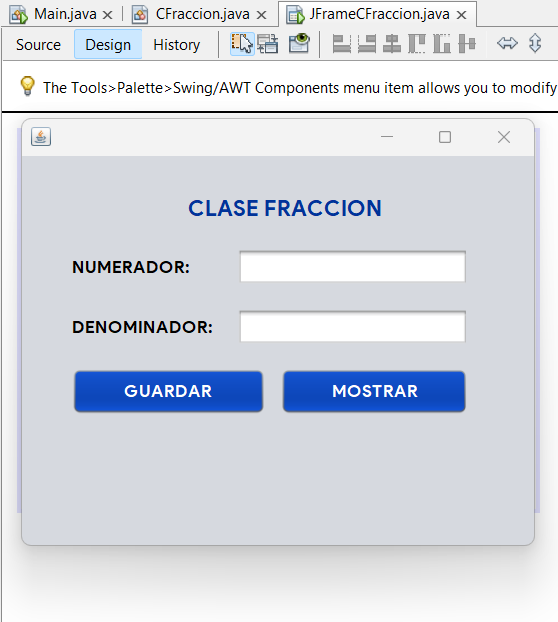 Main.java CFraccion.java JFrameCFraccion.java
Source Design History
The Tools>Palette>Swing/AWT Components menu item allows you to modify
CLASE FRACCION
NUMERADOR:
DENOMINADOR:
GUARDAR MOSTRAR